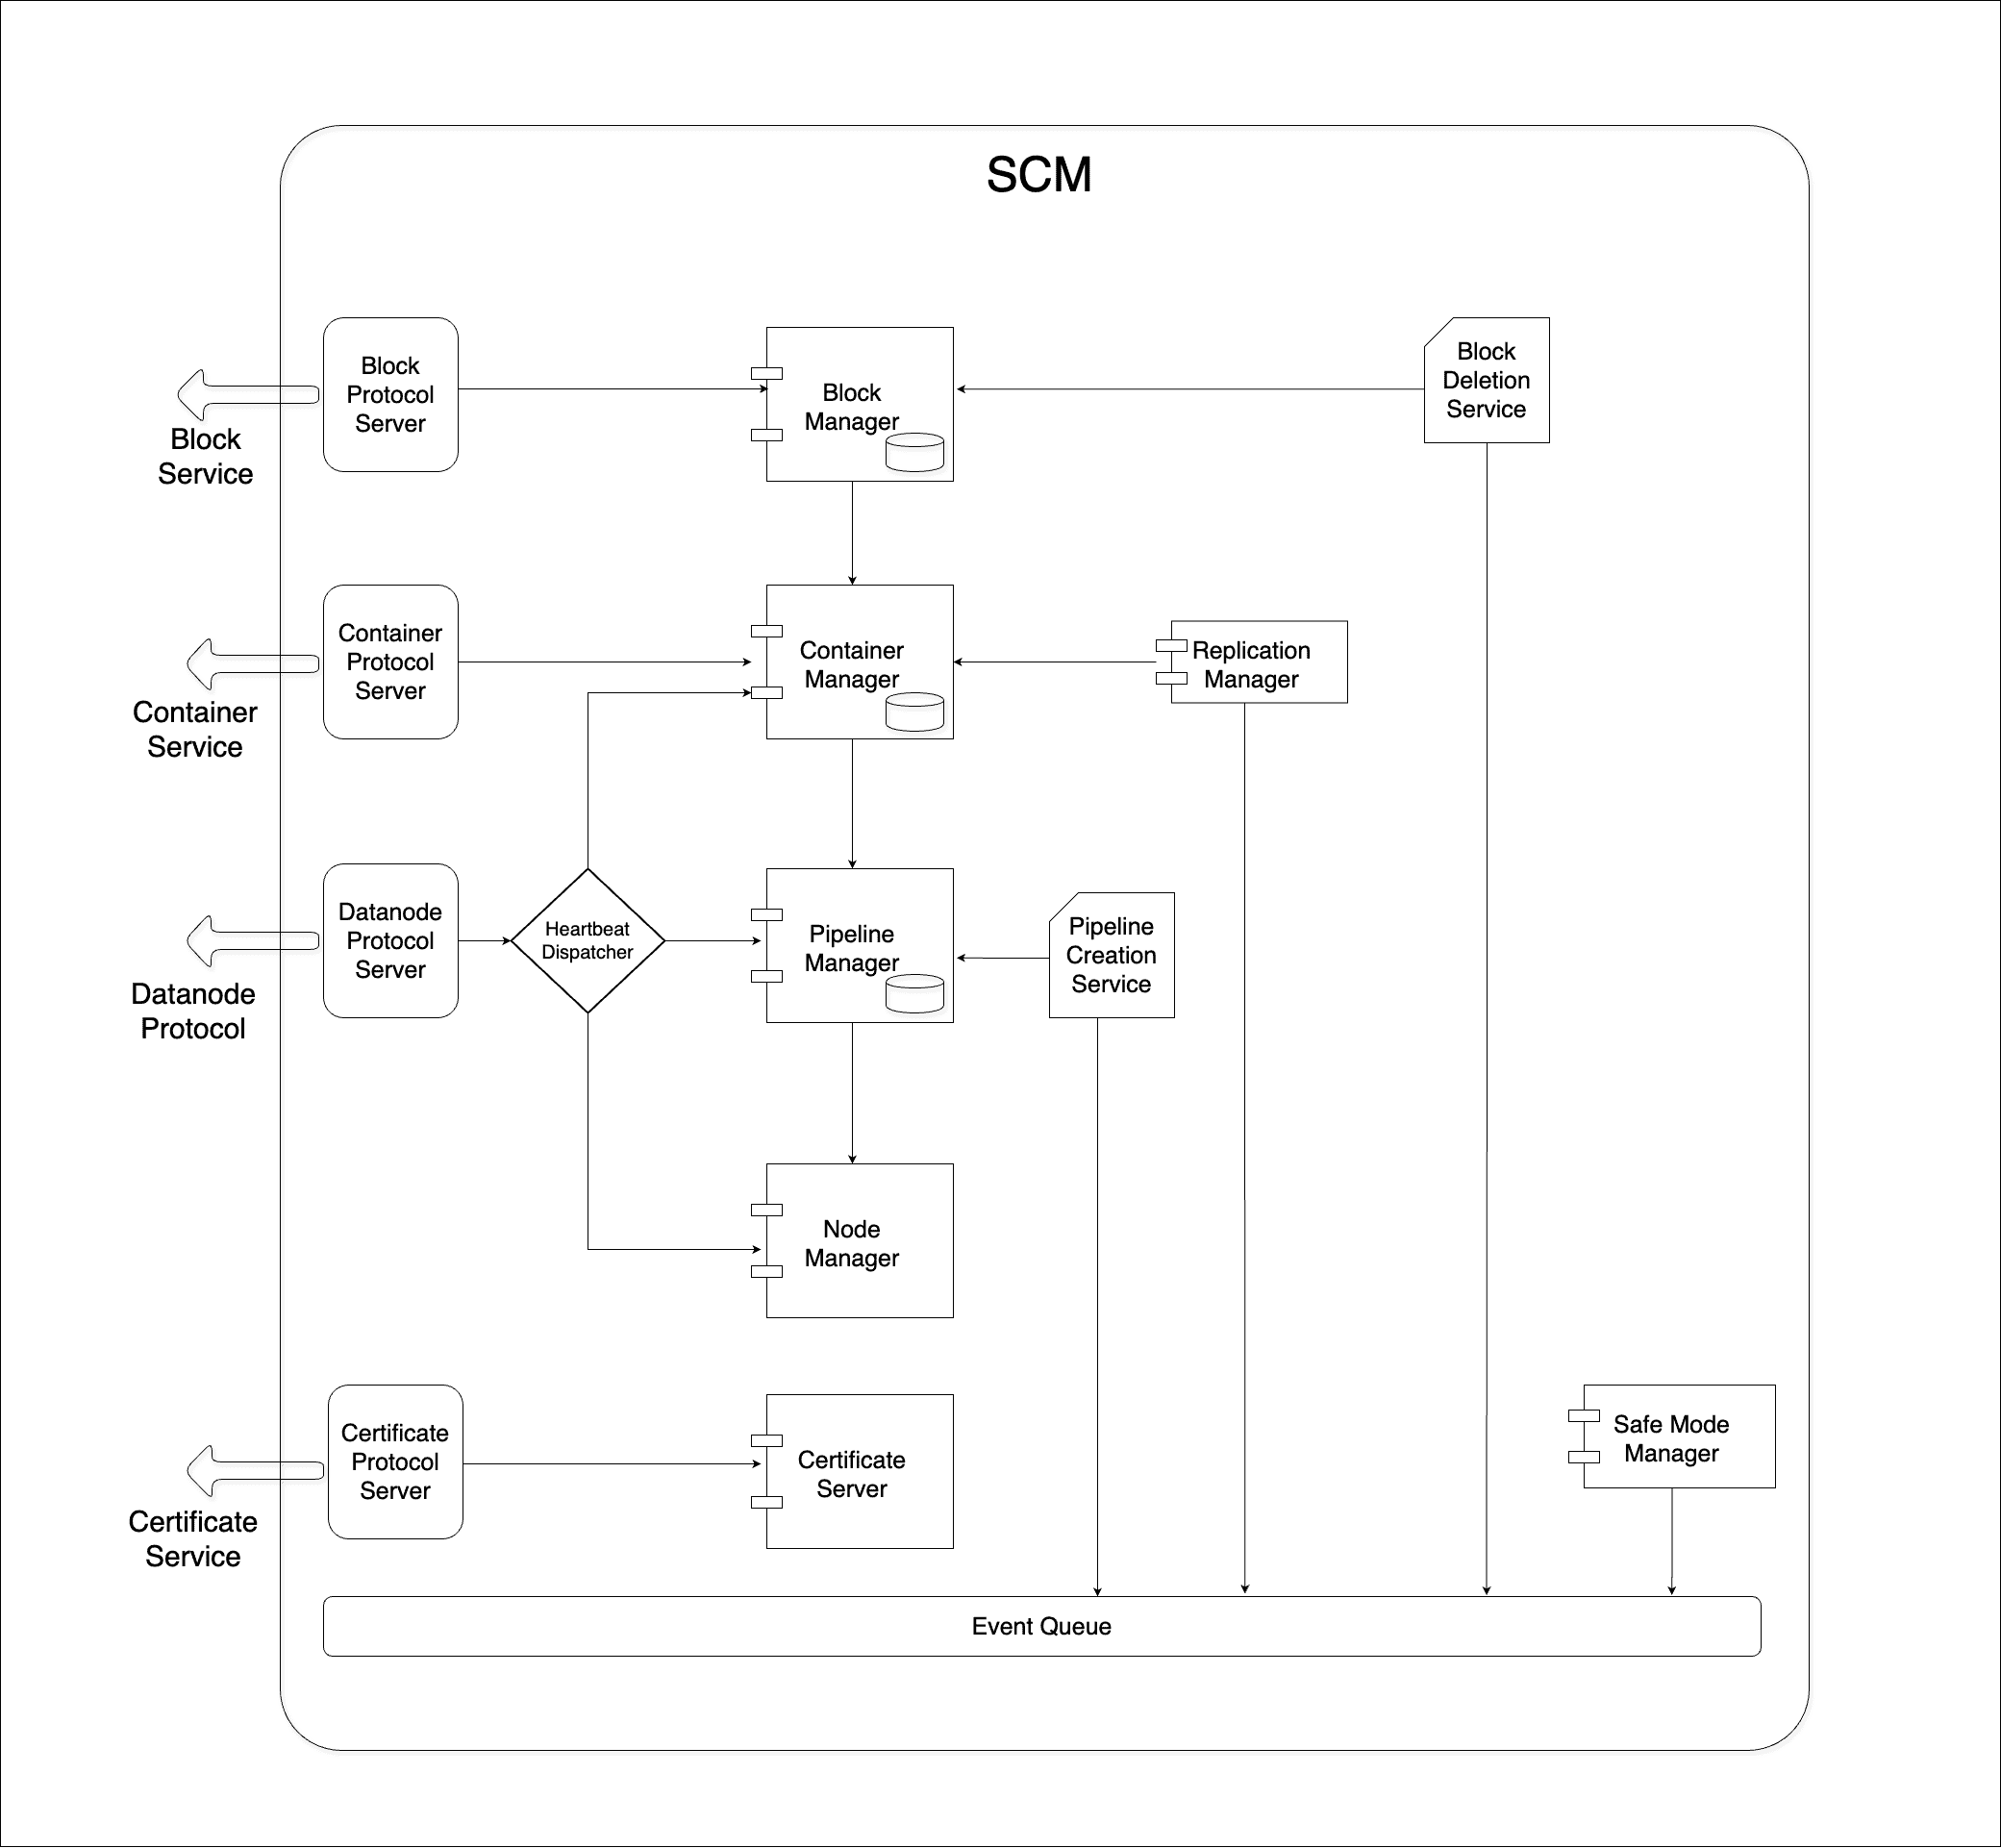 SCM
Block
Protocol
Server
Block
Service
Block
Manager
Block
Deletion
Service
Container
Protocol
Server
Container
Service
Container
Manager
Replication
Manager
Datanode
Protocol
Server
Datanode
Protocol
Heartbeat
Dispatcher
Pipeline
Manager
Pipeline
Creation
Service
Node
Manager
Certificate
Protocol
Server
Certificate
Service
Certificate
Server
Safe Mode
Manager
Event Queue